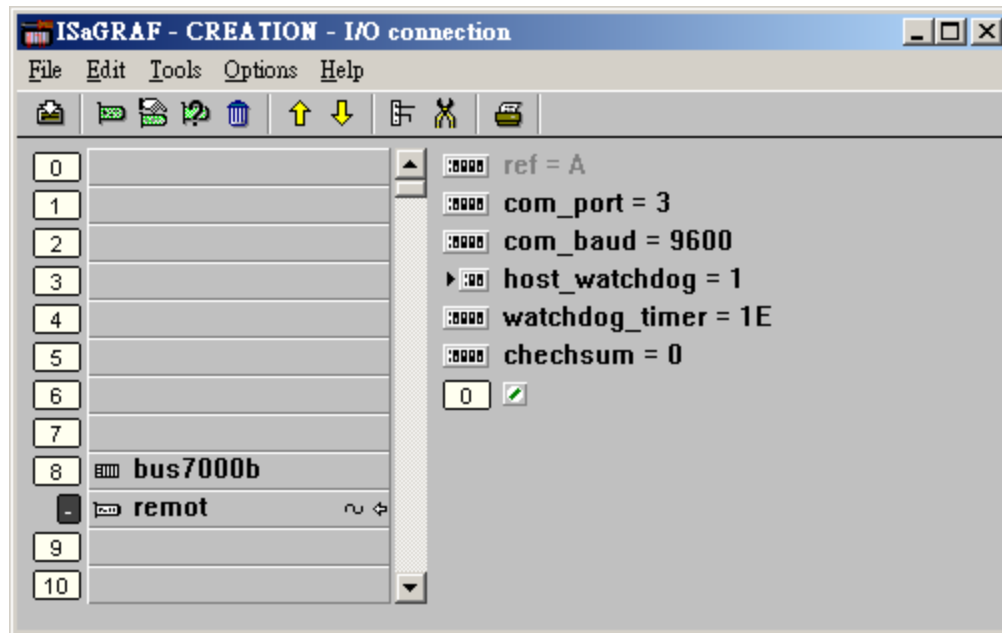 ISaGRAF - CREATION - I/O connection
File Edit Tools Options Help
0
1
2
3
4
5
6
7
8 bus7000b
- remot
9
10
ref = A
com_port = 3
com_baud = 9600
host_watchdog = 1
watchdog_timer = 1E
chechsum = 0
0